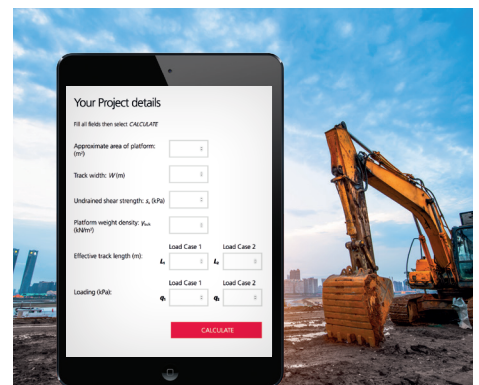 Your Project details
Fill all fields then select CALCULATE
Approximate area of platform:
(m²)
Track width: W (m)
Undrained shear strength: sᵤ (kPa)
Platform weight density: γ
(kN/m³)
Load Case 1 Load Case 2
Effective track length (m): L₁ L₂
Load Case 1 Load Case 2
Loading (kPa): q₁ q₂
CALCULATE